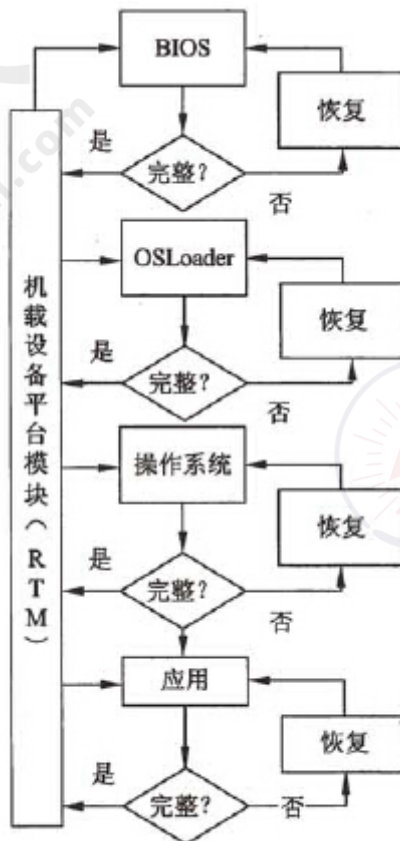 BIOS
恢复
是
完整?
否
OSLoader
恢复
是
完整?
否
机载设备平台模块(RTM)
操作系统
恢复
是
完整?
否
应用
恢复
是
完整?
否